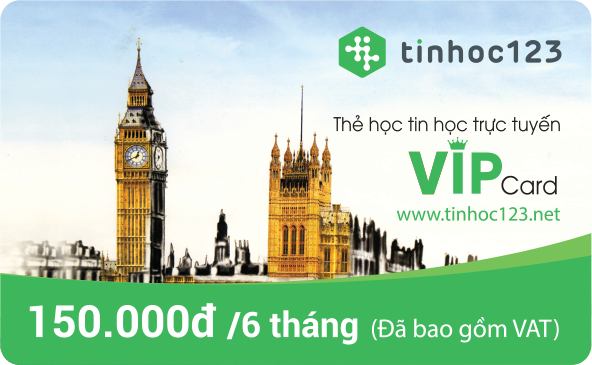 tinhoc123
Thẻ học tin học trực tuyến
VIP Card
www.tinhoc123.net
150.000đ /6 tháng (Đã bao gồm VAT)